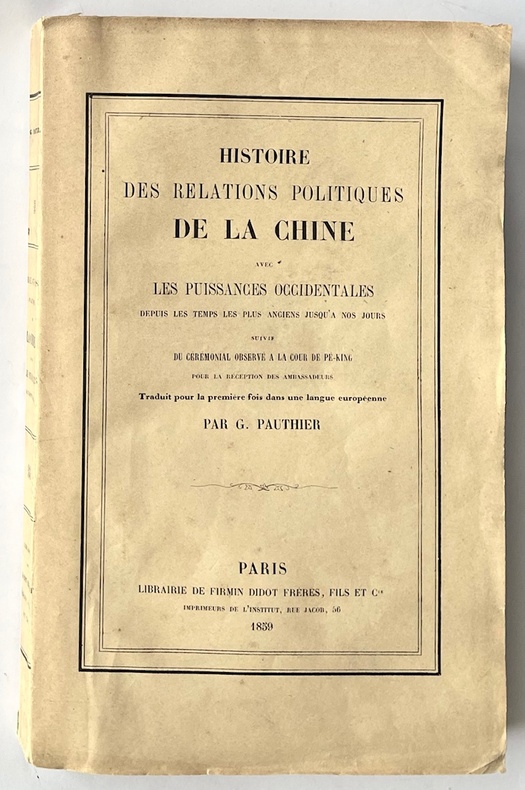 HISTOIRE
DES RELATIONS POLITIQUES
DE LA CHINE
AVEC
LES PUISSANCES OCCIDENTALES
DEPUIS LES TEMPS LES PLUS ANCIENS JUSQU'A NOS JOURS
SUIVIE
DU CÉRÉMONIAL OBSERVÉ A LA COUR DE PÉ-KING
POUR LA RÉCEPTION DES AMBASSADEURS
Traduit pour la première fois dans une langue européenne
PAR G. PAUTHIER
PARIS
LIBRAIRIE DE FIRMIN DIDOT FRÈRES, FILS ET Cie
IMPRIMEURS DE L'INSTITUT, RUE JACOB, 56
1859